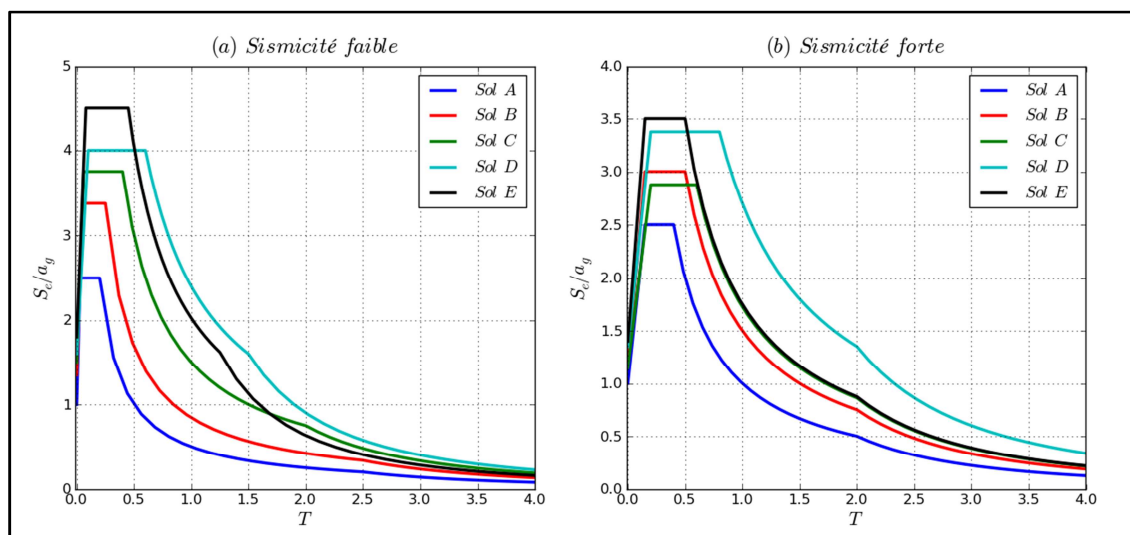 (a) Sismicité faible
5
4
3
2
1
0
0.0 0.5 1.0 1.5 2.0 2.5 3.0 3.5 4.0
S_e/a_g
T
Sol A
Sol B
Sol C
Sol D
Sol E
(b) Sismicité forte
4.0
3.5
3.0
2.5
2.0
1.5
1.0
0.5
0.0
0.0 0.5 1.0 1.5 2.0 2.5 3.0 3.5 4.0
S_e/a_g
T
Sol A
Sol B
Sol C
Sol D
Sol E